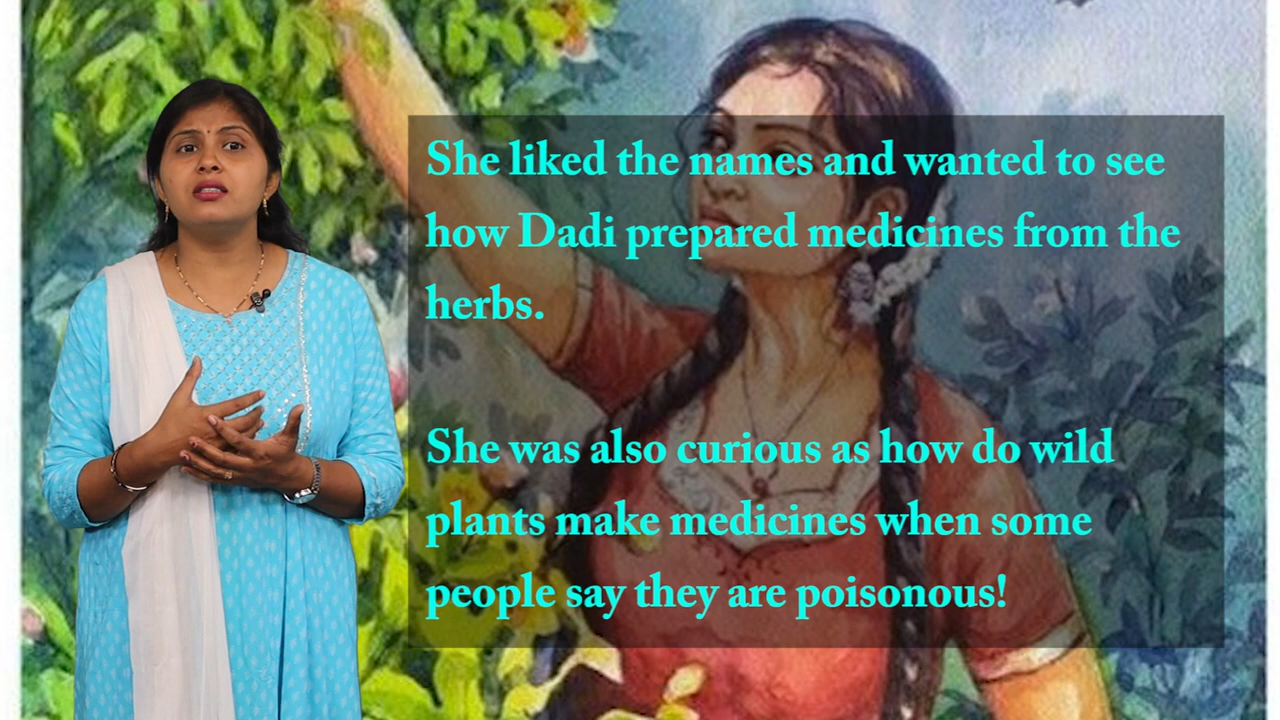 She liked the names and wanted to see
how Dadi prepared medicines from the
herbs.
She was also curious as how do wild
plants make medicines when some
people say they are poisonous!